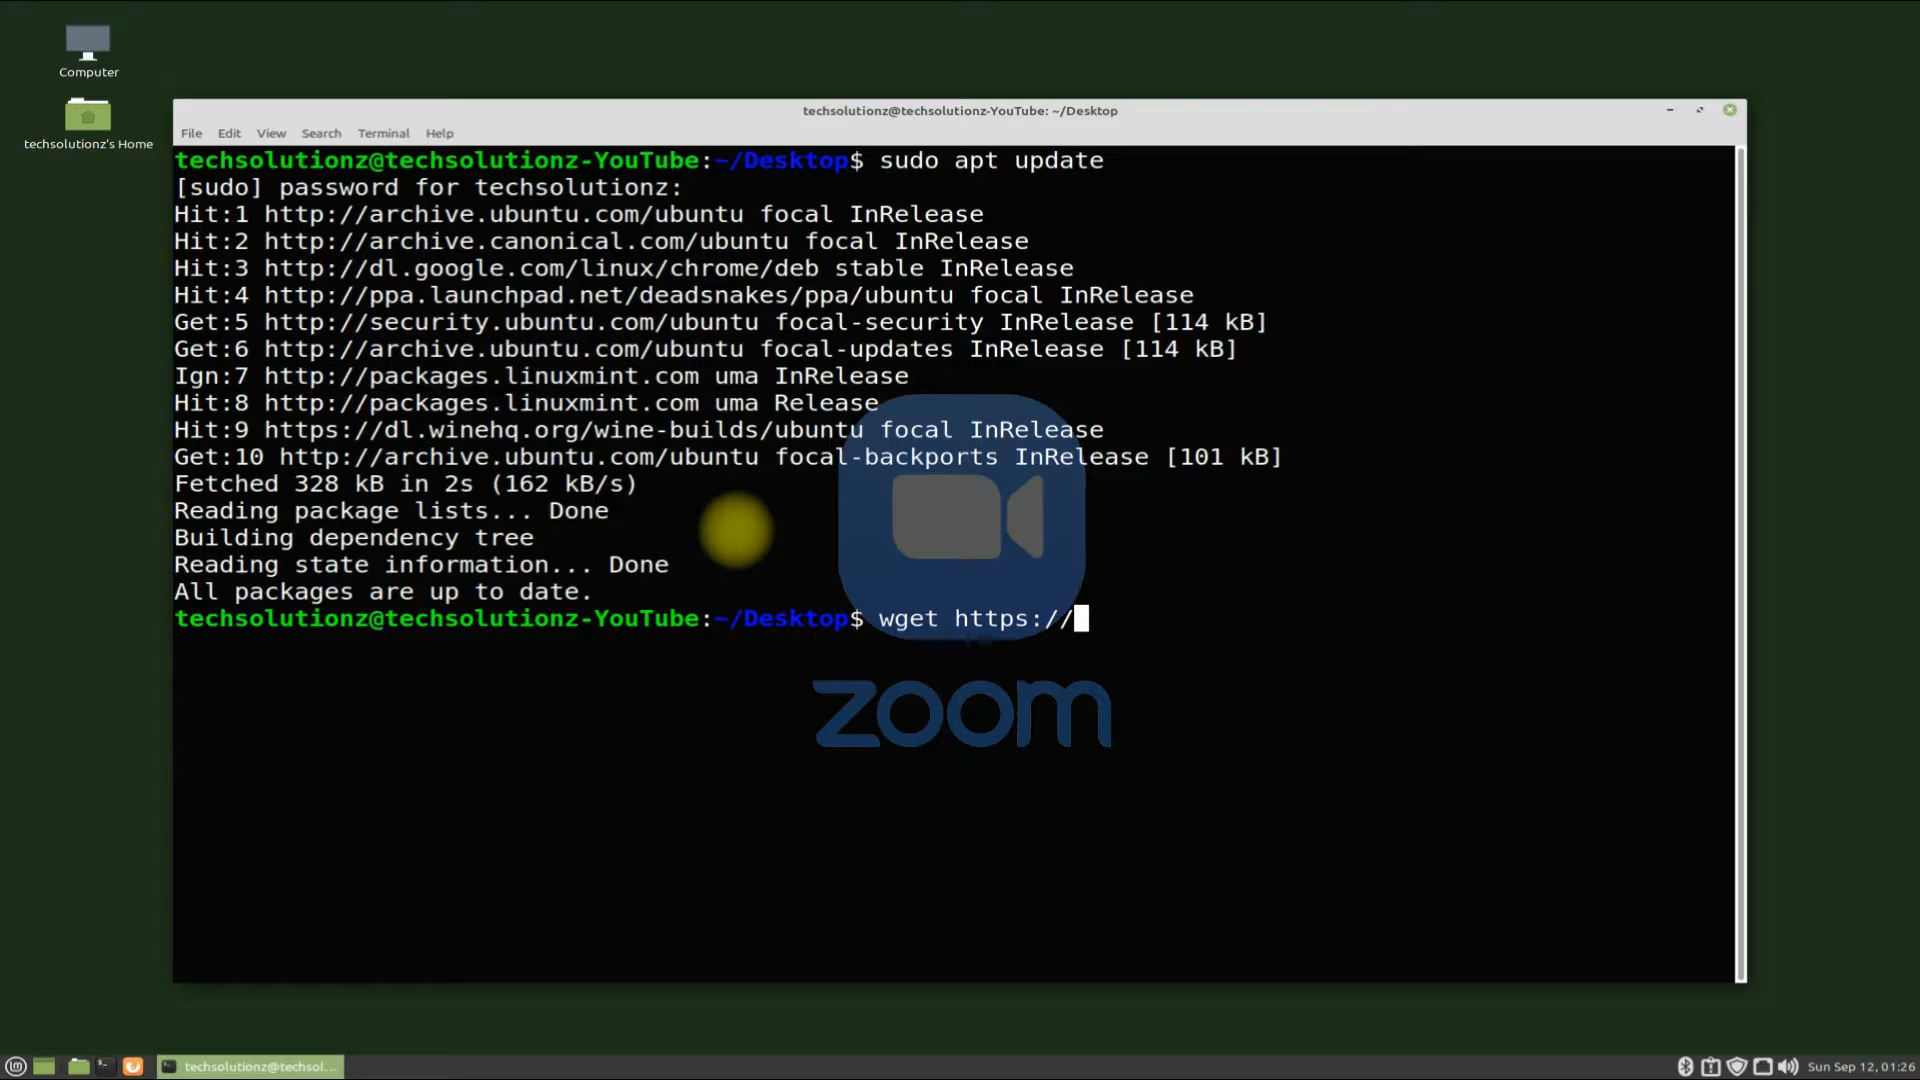 Computer
techsolutionz's Home
techsolutionz@techsolutionz-YouTube: ~/Desktop
File Edit View Search Terminal Help
techsolutionz@techsolutionz-YouTube:~/Desktop$ sudo apt update
[sudo] password for techsolutionz:
Hit:1 http://archive.ubuntu.com/ubuntu focal InRelease
Hit:2 http://archive.canonical.com/ubuntu focal InRelease
Hit:3 http://dl.google.com/linux/chrome/deb stable InRelease
Hit:4 http://ppa.launchpad.net/deadsnakes/ppa/ubuntu focal InRelease
Get:5 http://security.ubuntu.com/ubuntu focal-security InRelease [114 kB]
Get:6 http://archive.ubuntu.com/ubuntu focal-updates InRelease [114 kB]
Ign:7 http://packages.linuxmint.com uma InRelease
Hit:8 http://packages.linuxmint.com uma Release
Hit:9 https://dl.winehq.org/wine-builds/ubuntu focal InRelease
Get:10 http://archive.ubuntu.com/ubuntu focal-backports InRelease [101 kB]
Fetched 328 kB in 2s (162 kB/s)
Reading package lists... Done
Building dependency tree
Reading state information... Done
All packages are up to date.
techsolutionz@techsolutionz-YouTube:~/Desktop$ wget https://
zoom
techsolutionz@techsol...
Sun Sep 12, 01:26